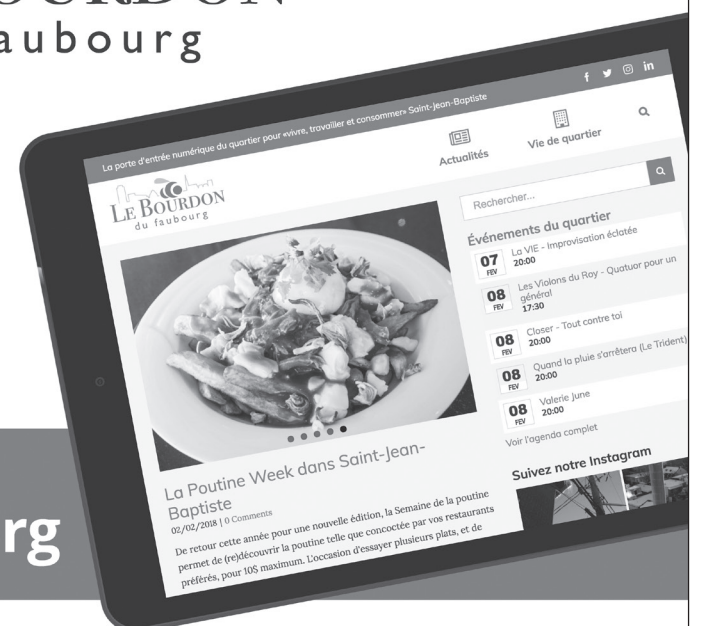 faubourg
La porte d'entrée numérique du quartier pour «vivre, travailler et consommer» Saint-Jean-Baptiste
f in
LE BOURDON
du faubourg
Actualités
Vie de quartier
Rechercher...
Événements du quartier
07 FEV La VIE - Improvisation éclatée
20:00
08 FEV Les Violons du Roy - Quatuor pour un
général
17:30
08 FEV Closer - Tout contre toi
20:00
08 FEV Quand la pluie s'arrêtera (Le Trident)
20:00
08 FEV Valerie June
20:00
Voir l'agenda complet
Suivez notre Instagram
La Poutine Week dans Saint-Jean-
Baptiste
02/02/2018 | 0 Comments
De retour cette année pour une nouvelle édition, la Semaine de la poutine
permet de (re)découvrir la poutine telle que concoctée par vos restaurants
préférés, pour 10$ maximum. L'occasion d'essayer plusieurs plats, et de
rg